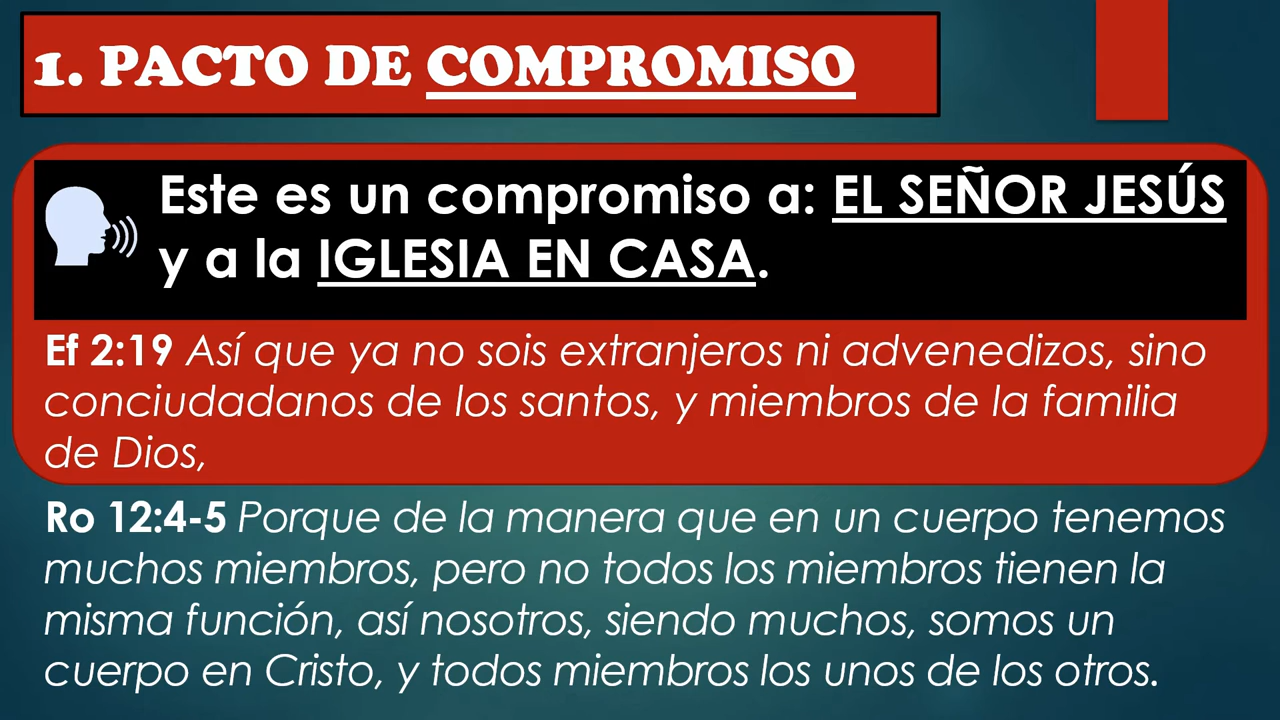 1. PACTO DE COMPROMISO
Este es un compromiso a: EL SEÑOR JESÚS
y a la IGLESIA EN CASA.
Ef 2:19 Así que ya no sois extranjeros ni advenedizos, sino
conciudadanos de los santos, y miembros de la familia
de Dios,
Ro 12:4-5 Porque de la manera que en un cuerpo tenemos
muchos miembros, pero no todos los miembros tienen la
misma función, así nosotros, siendo muchos, somos un
cuerpo en Cristo, y todos miembros los unos de los otros.